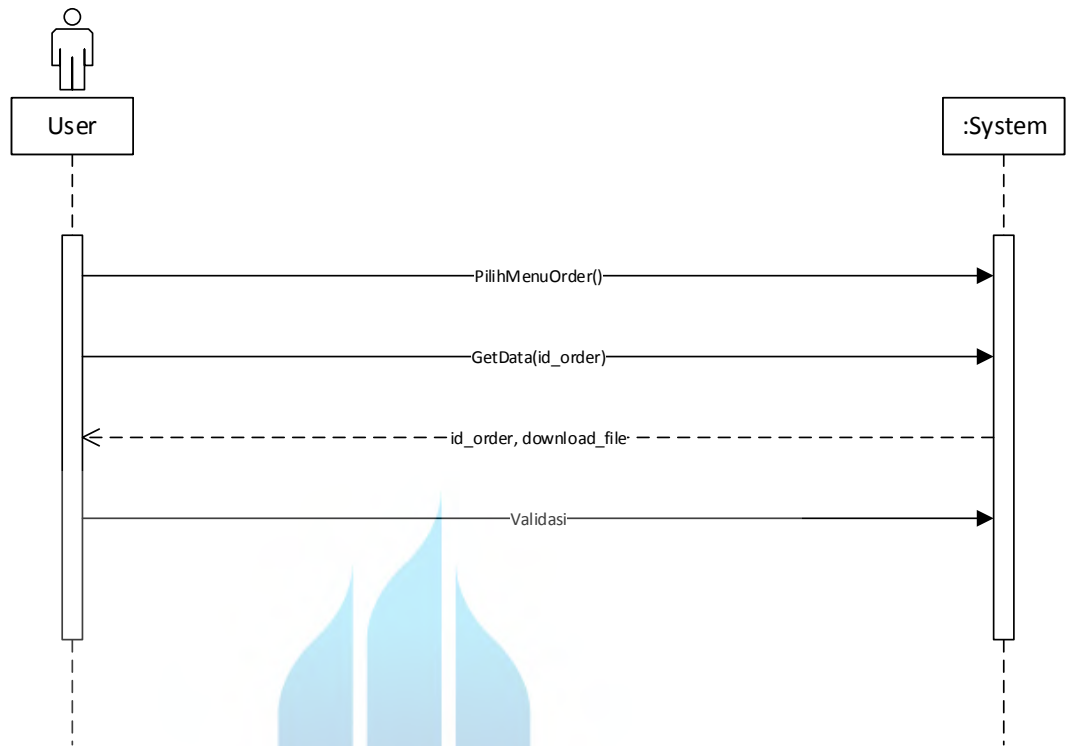 User
:System
PilihMenuOrder()
GetData(id_order)
id_order, download_file
Validasi